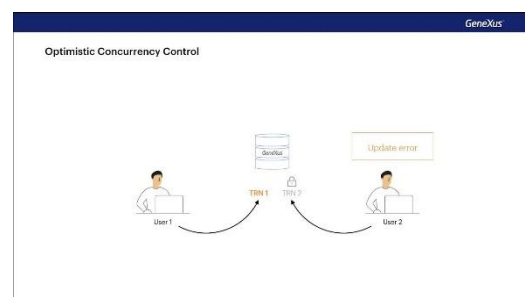 GeneXus
Optimistic Concurrency Control
GeneXus
Update error
TRN 1
TRN 2
User 1
User 2